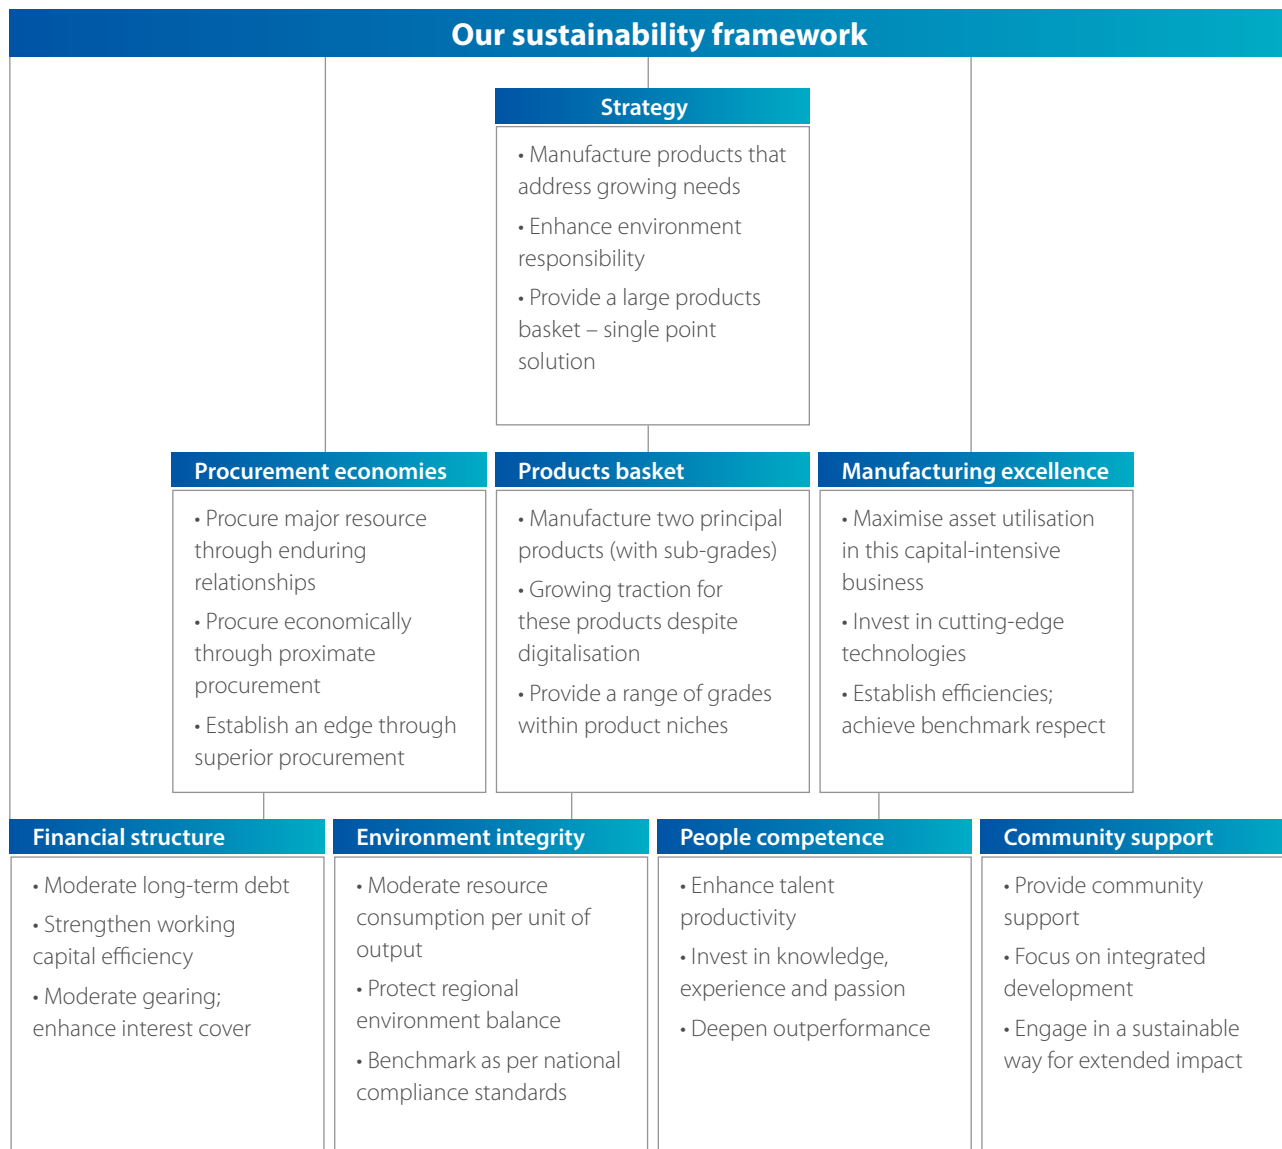 Our sustainability framework
Strategy
• Manufacture products that
address growing needs
• Enhance environment
responsibility
• Provide a large products
basket – single point
solution
Procurement economies
• Procure major resource
through enduring
relationships
• Procure economically
through proximate
procurement
• Establish an edge through
superior procurement
Products basket
• Manufacture two principal
products (with sub-grades)
• Growing traction for
these products despite
digitalisation
• Provide a range of grades
within product niches
Manufacturing excellence
• Maximise asset utilisation
in this capital-intensive
business
• Invest in cutting-edge
technologies
• Establish efficiencies;
achieve benchmark respect
Financial structure
• Moderate long-term debt
• Strengthen working
capital efficiency
• Moderate gearing;
enhance interest cover
Environment integrity
• Moderate resource
consumption per unit of
output
• Protect regional
environment balance
• Benchmark as per national
compliance standards
People competence
• Enhance talent
productivity
• Invest in knowledge,
experience and passion
• Deepen outperformance
Community support
• Provide community
support
• Focus on integrated
development
• Engage in a sustainable
way for extended impact